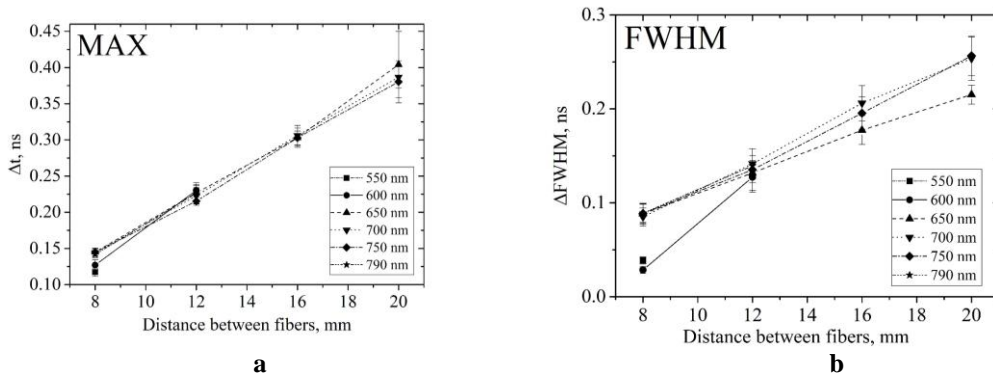 MAX
0.45
0.40
0.35
0.30
0.25
0.20
0.15
0.10
Δt, ns
550 nm
600 nm
650 nm
700 nm
750 nm
790 nm
8 10 12 14 16 18 20
Distance between fibers, mm
a
FWHM
0.3
0.2
0.1
0.0
ΔFWHM, ns
550 nm
600 nm
650 nm
700 nm
750 nm
790 nm
8 10 12 14 16 18 20
Distance between fibers, mm
b